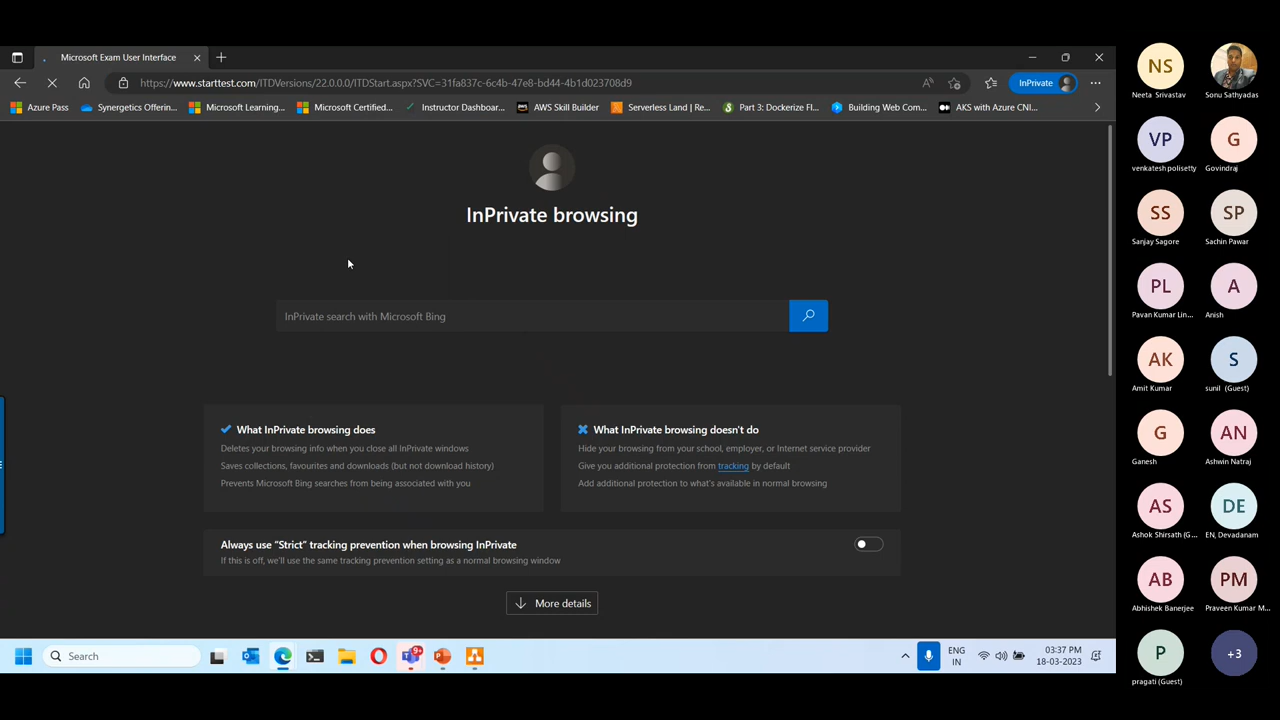 Microsoft Exam User Interface
https://www.starttest.com/ITDVersions/22.0.0.0/ITDStart.aspx?SVC=31fa837c-6c4b-47e8-bd44-4b1d023708d9
InPrivate
Azure Pass
Synergetics Offerin...
Microsoft Learning...
Microsoft Certified...
Instructor Dashboar...
AWS Skill Builder
Serverless Land | Re...
Part 3: Dockerize Fl...
Building Web Com...
AKS with Azure CNI...
InPrivate browsing
InPrivate search with Microsoft Bing
What InPrivate browsing does
Deletes your browsing info when you close all InPrivate windows
Saves collections, favourites and downloads (but not download history)
Prevents Microsoft Bing searches from being associated with you
What InPrivate browsing doesn't do
Hide your browsing from your school, employer, or Internet service provider
Give you additional protection from tracking by default
Add additional protection to what's available in normal browsing
Always use "Strict" tracking prevention when browsing InPrivate
If this is off, we'll use the same tracking prevention setting as a normal browsing window
More details
Search
9+
ENG
IN
03:37 PM
18-03-2023
NS
Neeta Srivastav
Sonu Sathyadas
VP
venkatesh polisetty
G
Govindraj
SS
Sanjay Sagore
SP
Sachin Pawar
PL
Pavan Kumar Lin...
A
Anish
AK
Amit Kumar
S
sunil (Guest)
G
Ganesh
AN
Ashwin Natraj
AS
Ashok Shirsath (G...
DE
EN, Devadanam
AB
Abhishek Banerjee
PM
Praveen Kumar M...
P
pragati (Guest)
+3